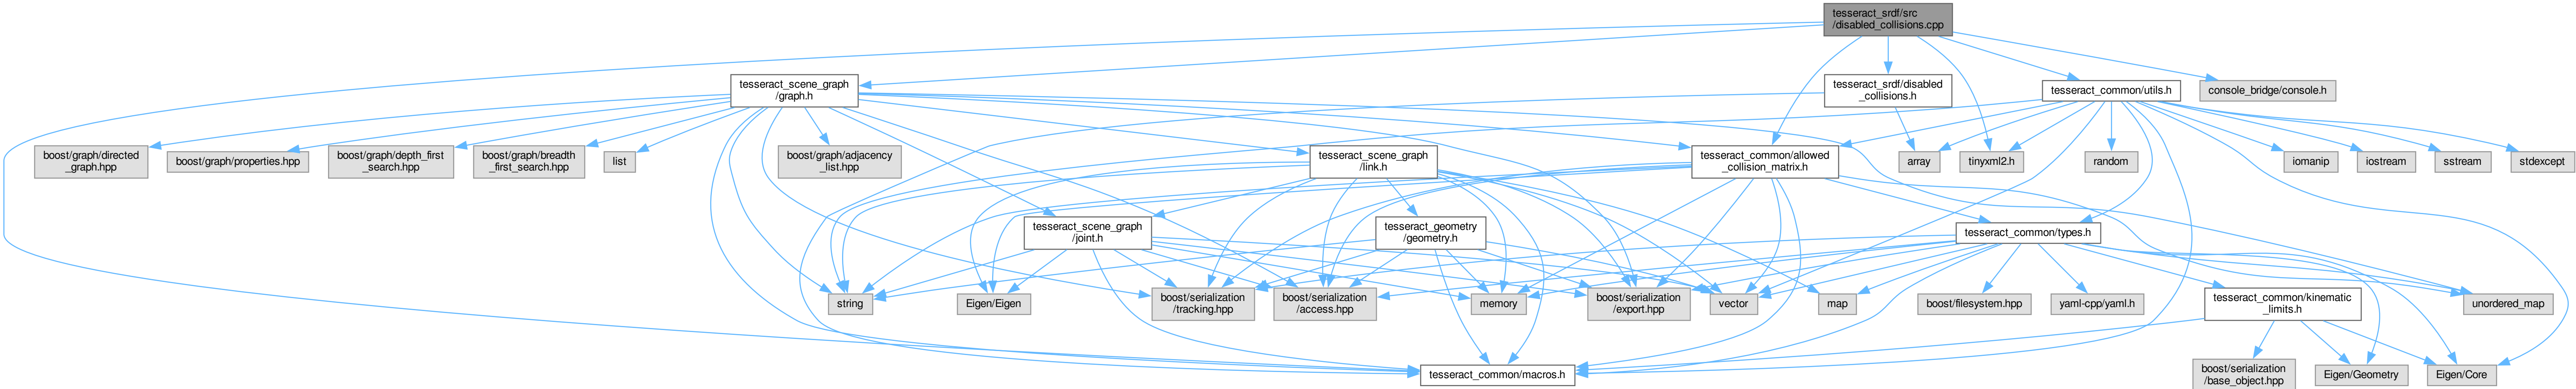 tesseract_srdf/src
/disabled_collisions.cpp
tesseract_scene_graph
/graph.h
tesseract_srdf/disabled
_collisions.h
tesseract_common/utils.h
console_bridge/console.h
boost/graph/directed
_graph.hpp
boost/graph/properties.hpp
boost/graph/depth_first
_search.hpp
boost/graph/breadth
_first_search.hpp
list
boost/graph/adjacency
_list.hpp
tesseract_scene_graph
/link.h
tesseract_common/allowed
_collision_matrix.h
array
tinyxml2.h
random
iomanip
iostream
sstream
stdexcept
tesseract_scene_graph
/joint.h
tesseract_geometry
/geometry.h
tesseract_common/types.h
string
Eigen/Eigen
boost/serialization
/tracking.hpp
boost/serialization
/access.hpp
memory
boost/serialization
/export.hpp
vector
map
boost/filesystem.hpp
yaml-cpp/yaml.h
tesseract_common/kinematic
_limits.h
unordered_map
tesseract_common/macros.h
boost/serialization
/base_object.hpp
Eigen/Geometry
Eigen/Core